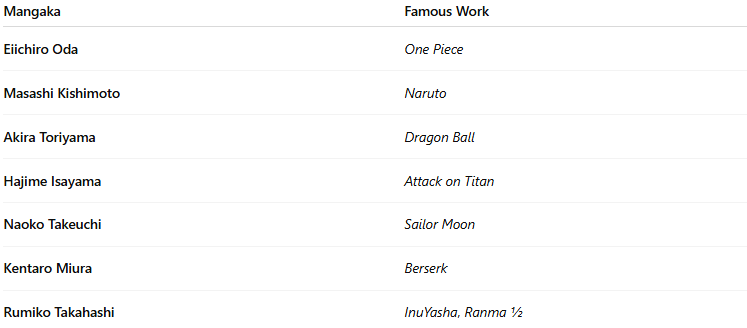 Mangaka Famous Work
Eiichiro Oda One Piece
Masashi Kishimoto Naruto
Akira Toriyama Dragon Ball
Hajime Isayama Attack on Titan
Naoko Takeuchi Sailor Moon
Kentaro Miura Berserk
Rumiko Takahashi InuYasha, Ranma ½